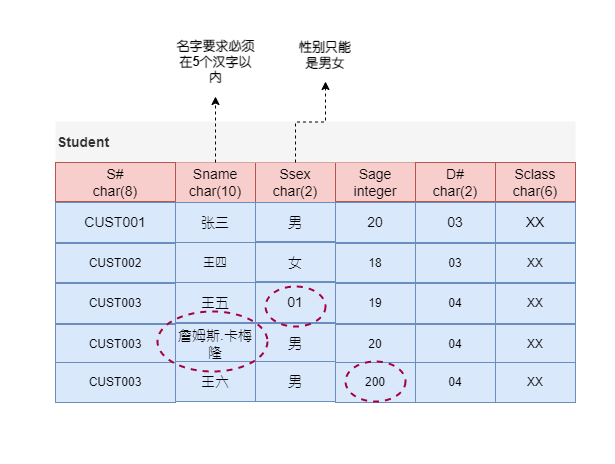 名字要求必须
在5个汉字以
内
性别只能
是男女
Student
S#
char(8)
Sname
char(10)
Ssex
char(2)
Sage
integer
D#
char(2)
Sclass
char(6)
CUST001 张三 男 20 03 XX
CUST002 王四 女 18 03 XX
CUST003 王五 01 19 04 XX
CUST003 詹姆斯.卡梅
隆 男 20 04 XX
CUST003 王六 男 200 04 XX